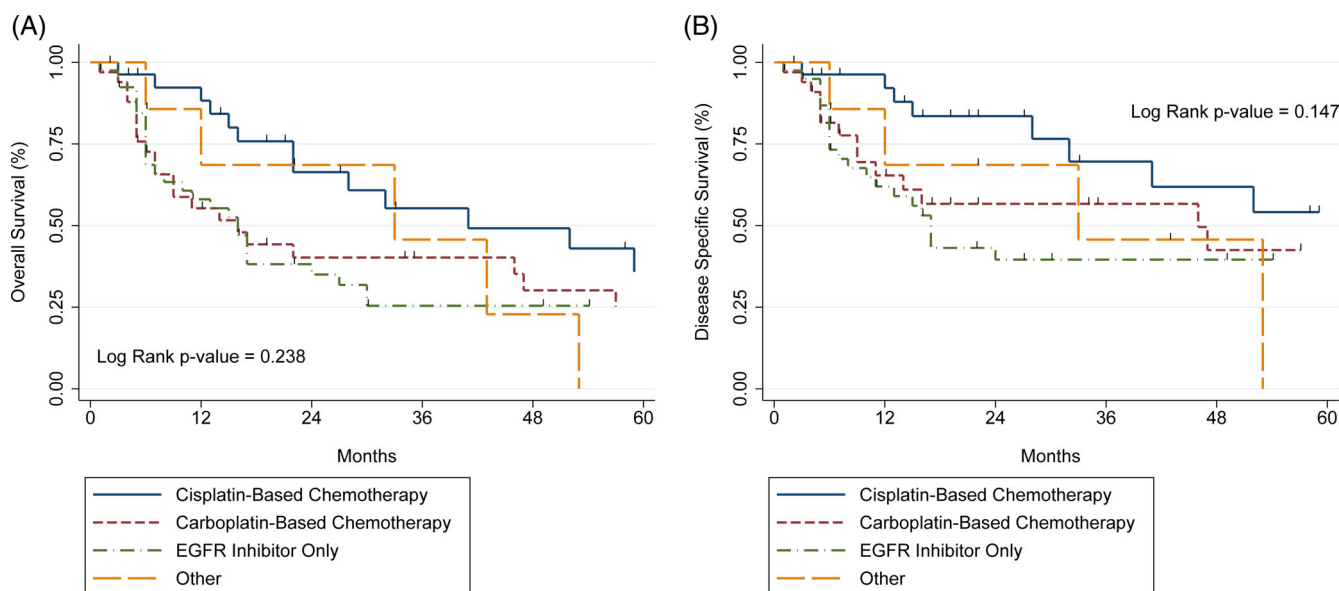 (A)
Overall Survival (%)
1.00
0.75
0.50
0.25
0.00
Log Rank p-value = 0.238
0 12 24 36 48 60
Months
Cisplatin-Based Chemotherapy
Carboplatin-Based Chemotherapy
EGFR Inhibitor Only
Other
(B)
Disease Specific Survival (%)
1.00
0.75
0.50
0.25
0.00
Log Rank p-value = 0.147
0 12 24 36 48 60
Months
Cisplatin-Based Chemotherapy
Carboplatin-Based Chemotherapy
EGFR Inhibitor Only
Other